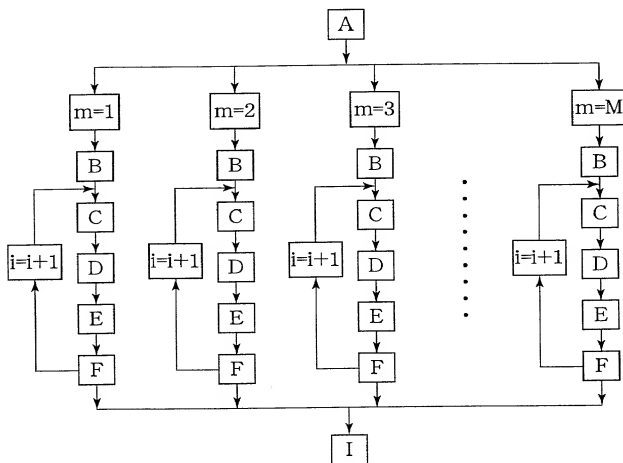 A
m=1 m=2 m=3 m=M
B B B B
C C C C
i=i+1 D i=i+1 D i=i+1 D i=i+1 D
E E E E
F F F F
I